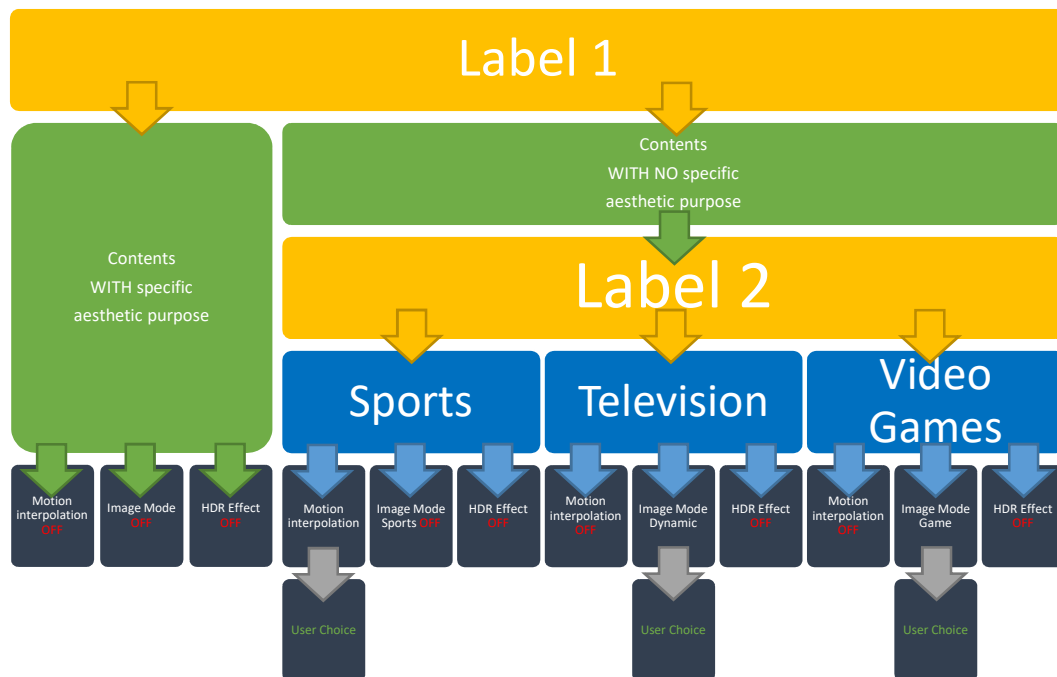 Label 1
Contents
WITH NO specific
aesthetic purpose
Contents
WITH specific
aesthetic purpose
Label 2
Sports
Television
Video
Games
Motion
interpolation
OFF
Image Mode
OFF
HDR Effect
OFF
Motion
interpolation
Image Mode
Sports OFF
HDR Effect
OFF
Motion
interpolation
OFF
Image Mode
Dynamic
HDR Effect
OFF
Motion
interpolation
OFF
Image Mode
Game
HDR Effect
OFF
User Choice
User Choice
User Choice